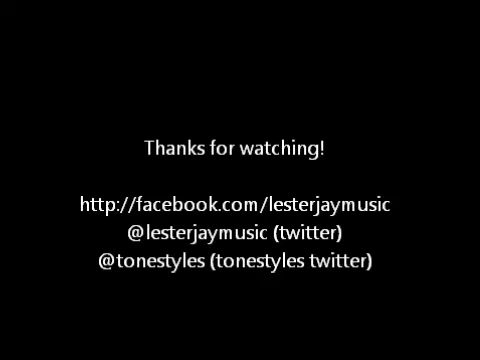 Thanks for watching!
http://facebook.com/lesterjaymusic
@lesterjaymusic (twitter)
@tonestyles (tonestyles twitter)